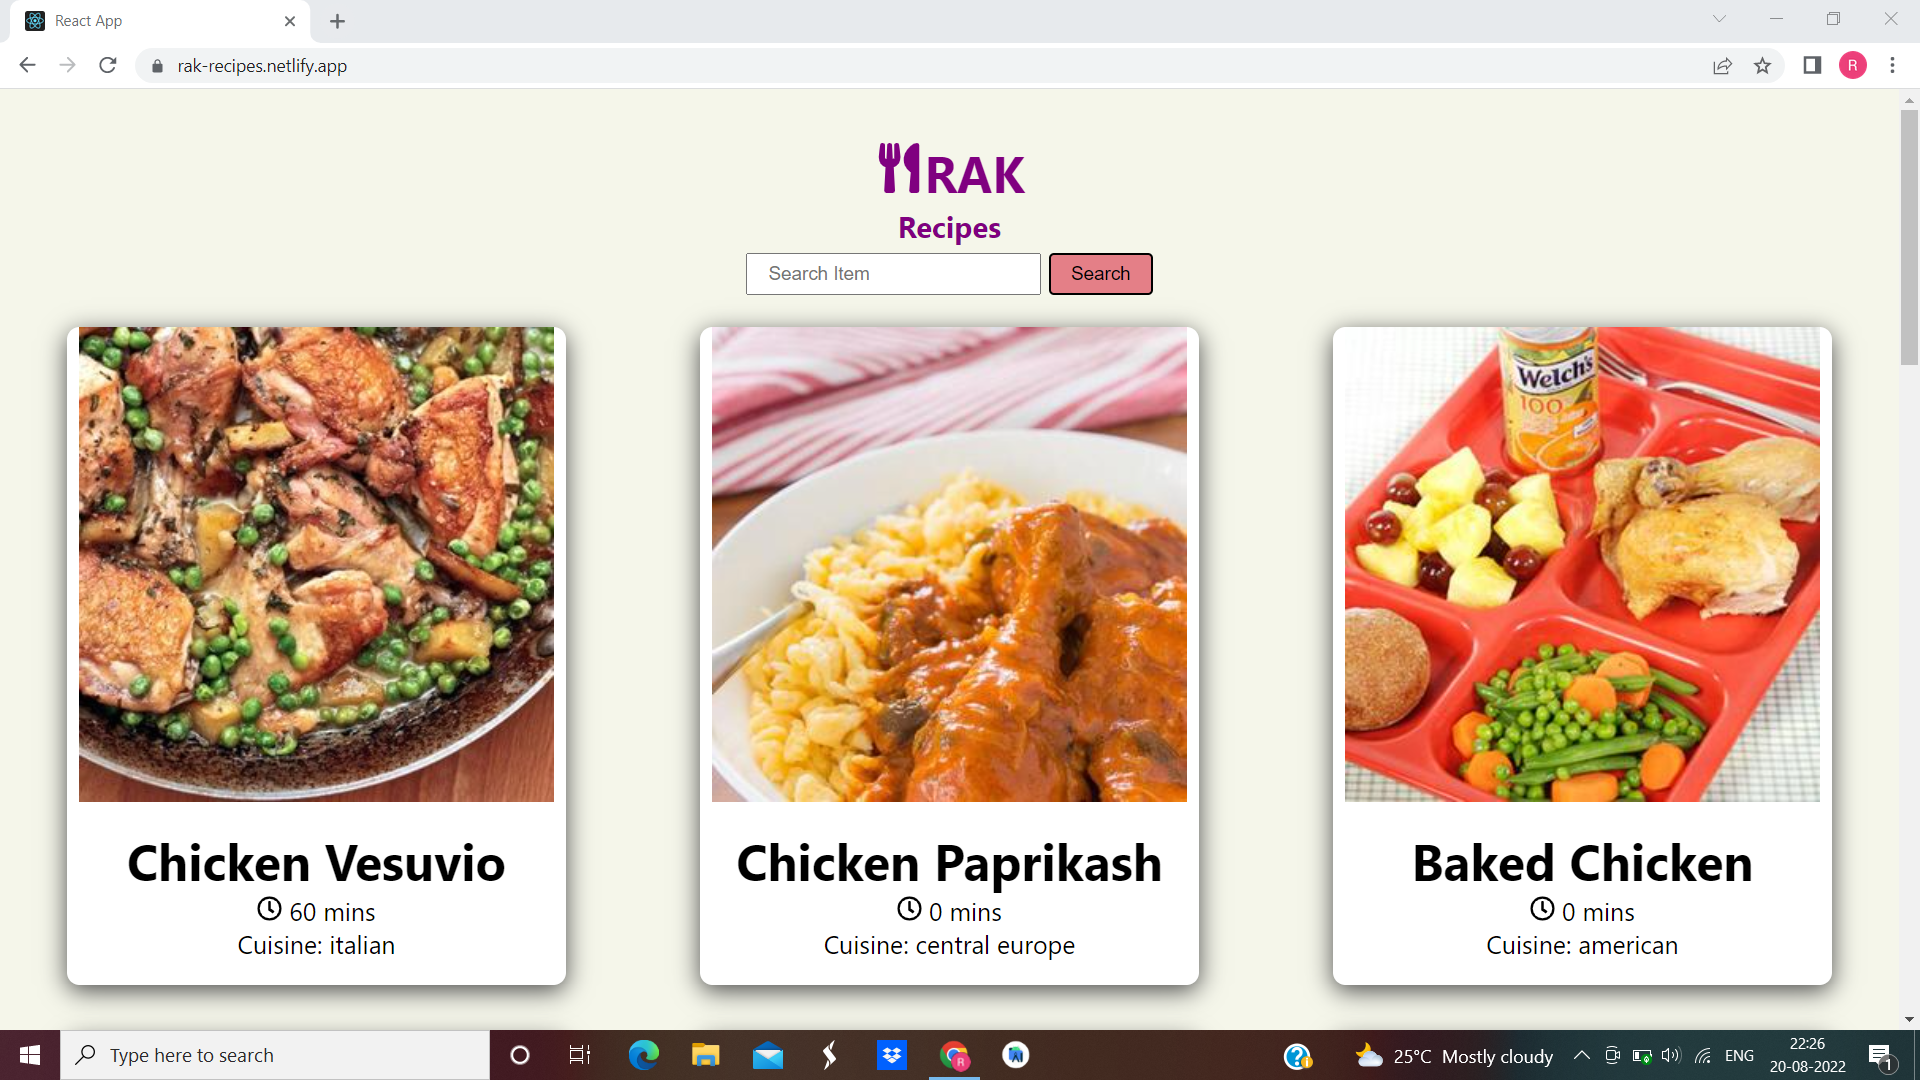 React App
rak-recipes.netlify.app
R
RAK
Recipes
Search Item
Search
Welch's
100
Chicken Vesuvio
60 mins
Cuisine: italian
Chicken Paprikash
0 mins
Cuisine: central europe
Baked Chicken
0 mins
Cuisine: american
Type here to search
R
25°C Mostly cloudy
ENG
22:26
20-08-2022
1